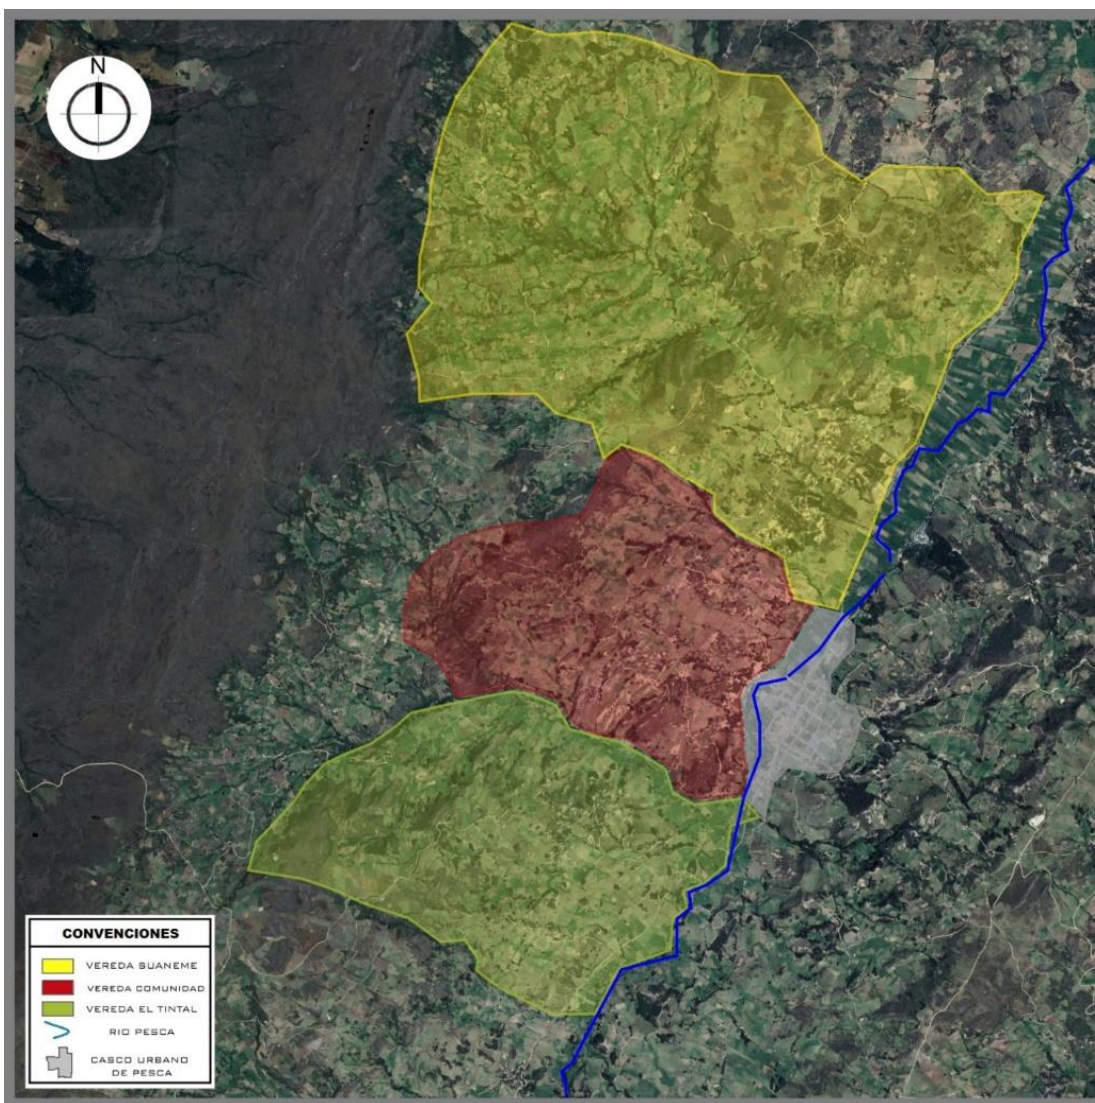 N
CONVENCIONES
VEREDA SUANEME
VEREDA COMUNIDAD
VEREDA EL TINTAL
RIO PESCA
CASCO URBANO
DE PESCA